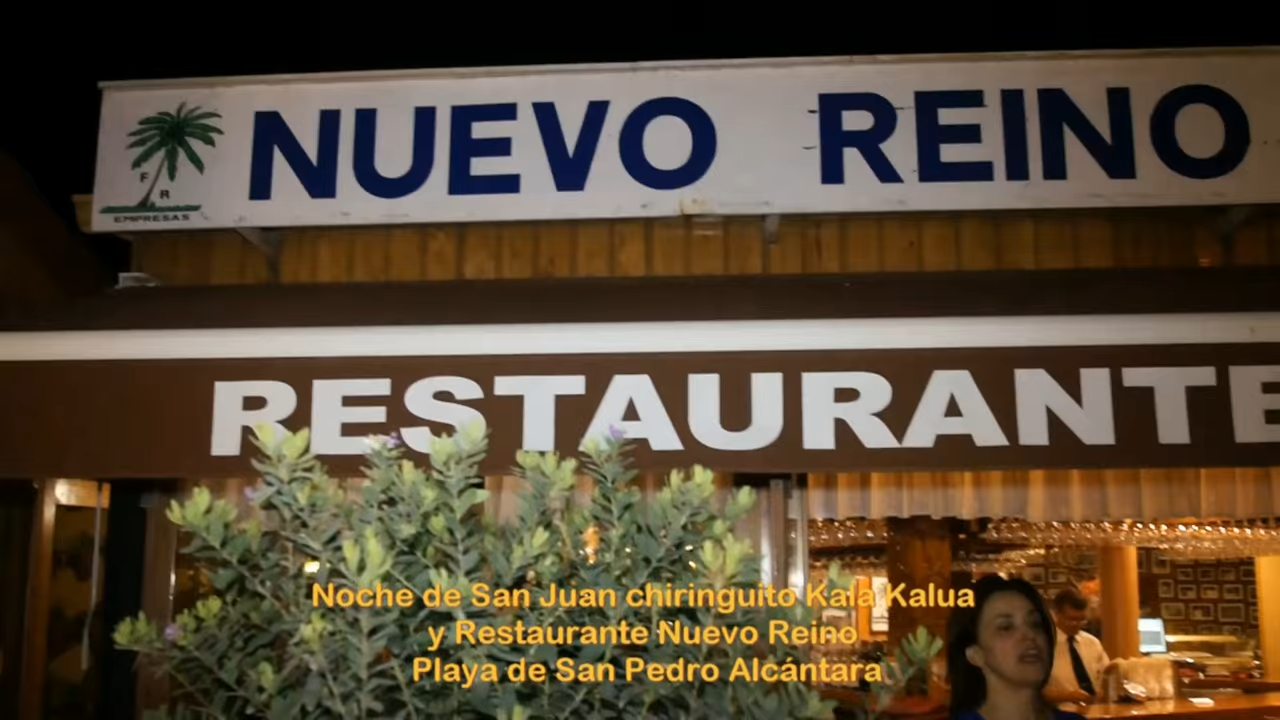 NUEVO REINO
F
R
EMPRESAS
RESTAURANTE
Noche de San Juan chiringuito Kala Kalua
y Restaurante Nuevo Reino
Playa de San Pedro Alcántara